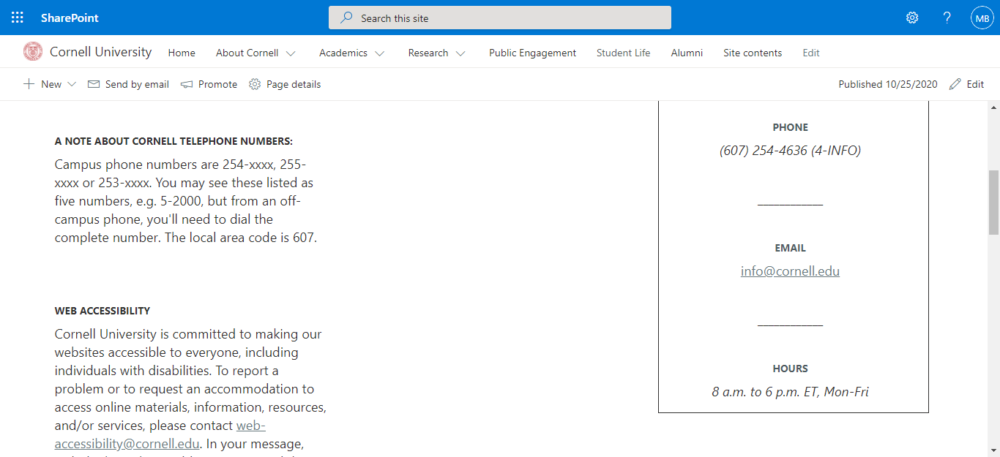 SharePoint
Search this site
?
MB
Cornell University Home About Cornell Academics Research Public Engagement Student Life Alumni Site contents Edit
New Send by email Promote Page details Published 10/25/2020 Edit
A NOTE ABOUT CORNELL TELEPHONE NUMBERS:
Campus phone numbers are 254-xxxx, 255-
xxxx or 253-xxxx. You may see these listed as
five numbers, e.g. 5-2000, but from an off-
campus phone, you'll need to dial the
complete number. The local area code is 607.
WEB ACCESSIBILITY
Cornell University is committed to making our
websites accessible to everyone, including
individuals with disabilities. To report a
problem or to request an accommodation to
access online materials, information, resources,
and/or services, please contact web-
accessibility@cornell.edu. In your message,
PHONE
(607) 254-4636 (4-INFO)
____________
EMAIL
info@cornell.edu
____________
HOURS
8 a.m. to 6 p.m. ET, Mon-Fri